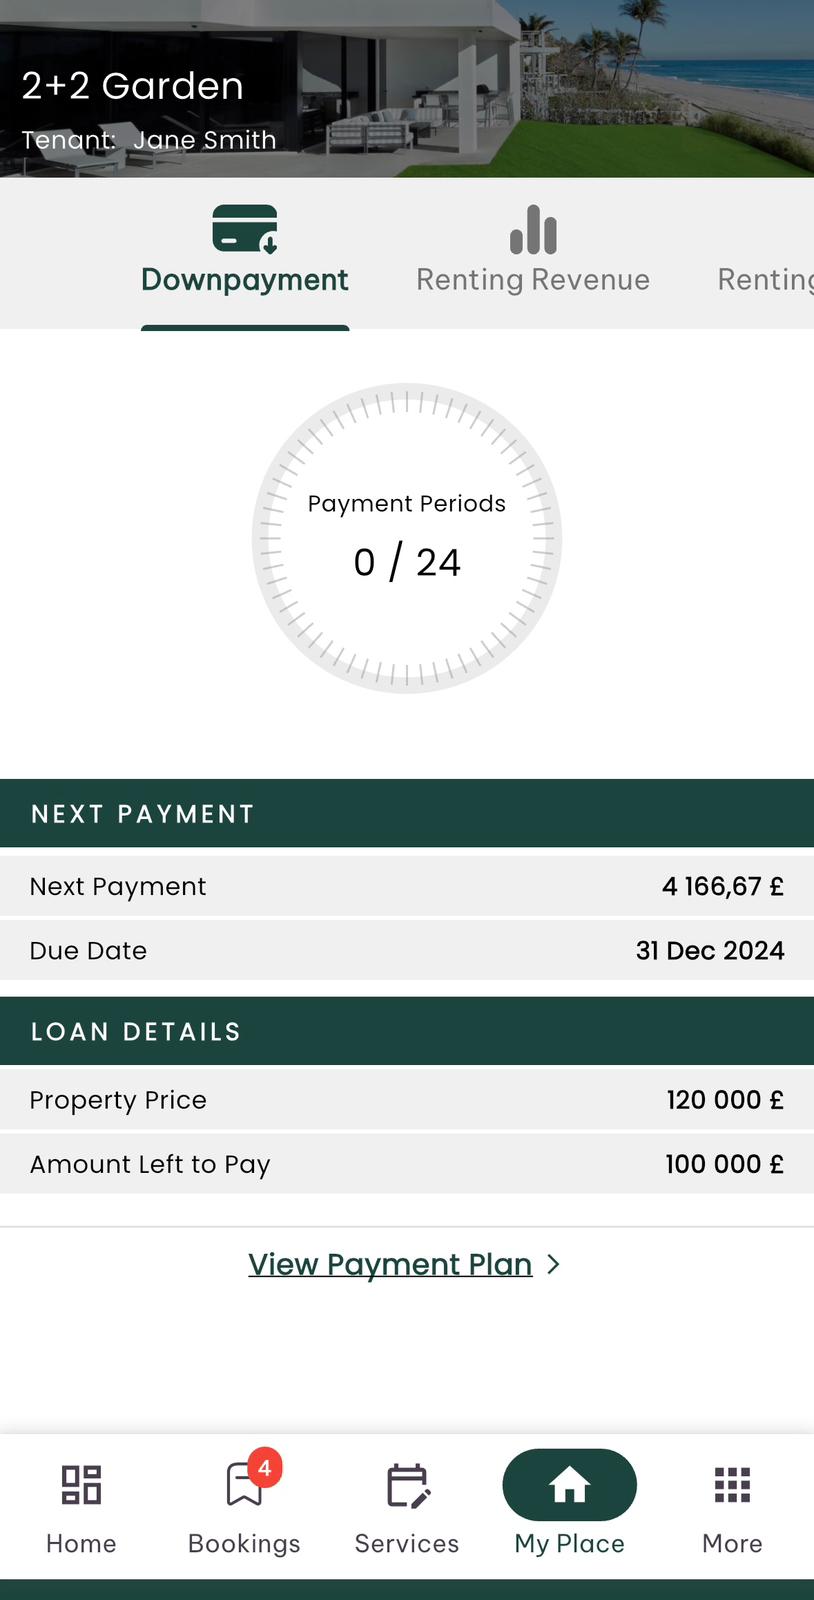 2+2 Garden
Tenant: Jane Smith
Downpayment
Renting Revenue
Renting
Payment Periods
0 / 24
NEXT PAYMENT
Next Payment 4 166,67 £
Due Date 31 Dec 2024
LOAN DETAILS
Property Price 120 000 £
Amount Left to Pay 100 000 £
View Payment Plan
4
Home
Bookings
Services
My Place
More